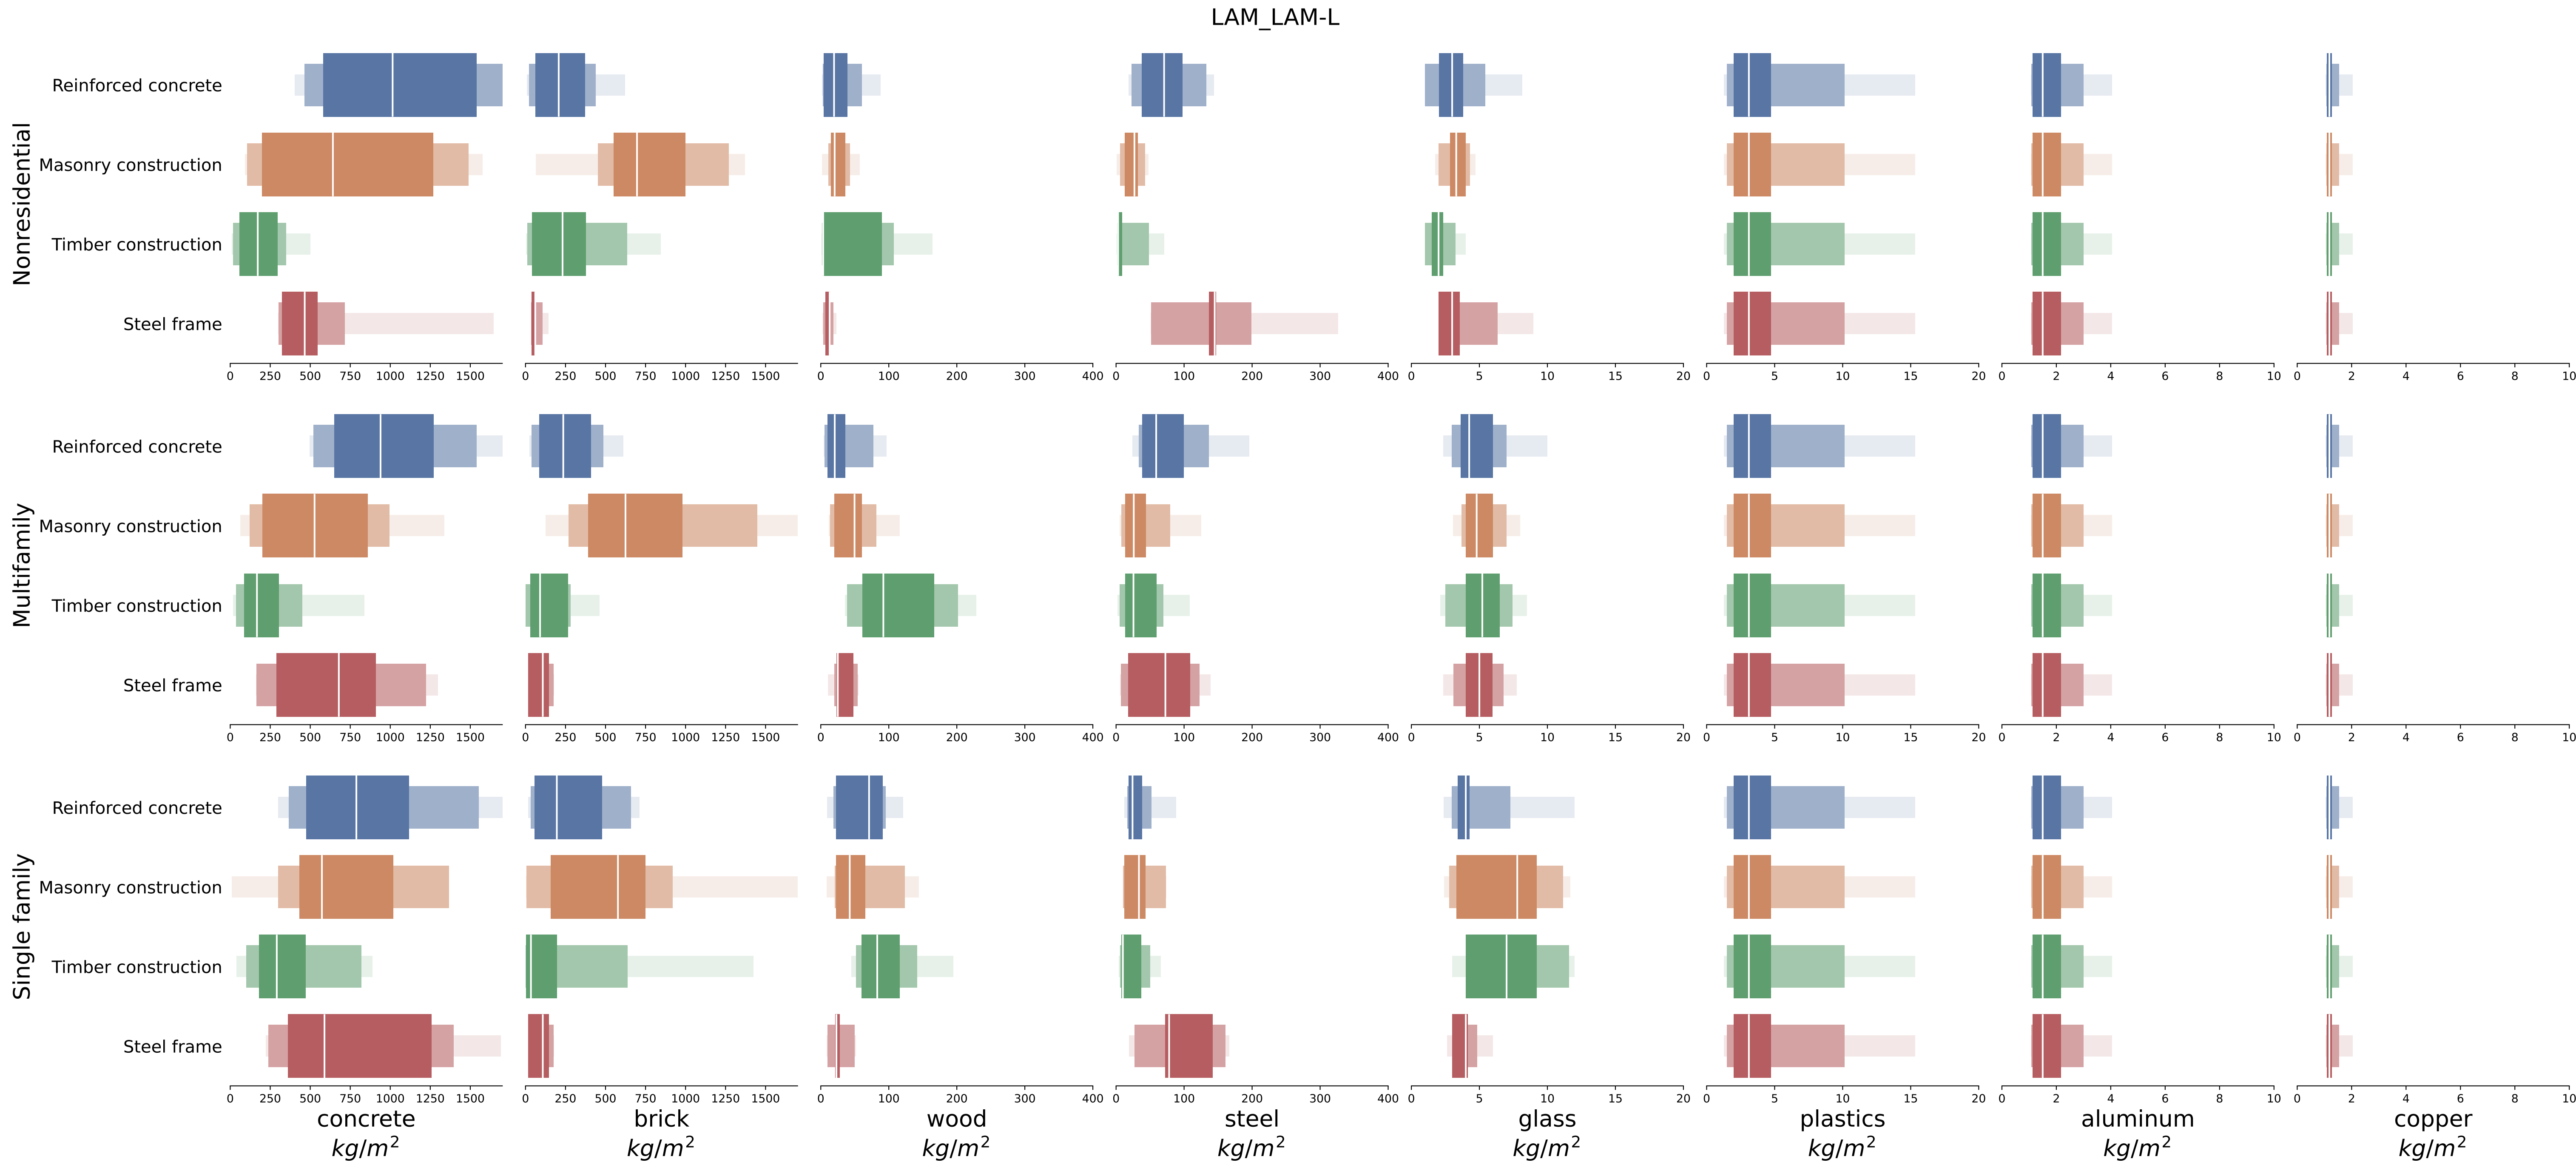 LAM_LAM-L
Nonresidential
Reinforced concrete
Masonry construction
Timber construction
Steel frame
0 250 500 750 1000 1250 1500
0 250 500 750 1000 1250 1500
0 100 200 300 400
0 100 200 300 400
0 5 10 15 20
0 5 10 15 20
0 2 4 6 8 10
0 2 4 6 8 10
Multifamily
Reinforced concrete
Masonry construction
Timber construction
Steel frame
0 250 500 750 1000 1250 1500
0 250 500 750 1000 1250 1500
0 100 200 300 400
0 100 200 300 400
0 5 10 15 20
0 5 10 15 20
0 2 4 6 8 10
0 2 4 6 8 10
Single family
Reinforced concrete
Masonry construction
Timber construction
Steel frame
0 250 500 750 1000 1250 1500
0 250 500 750 1000 1250 1500
0 100 200 300 400
0 100 200 300 400
0 5 10 15 20
0 5 10 15 20
0 2 4 6 8 10
0 2 4 6 8 10
concrete
kg/m²
brick
kg/m²
wood
kg/m²
steel
kg/m²
glass
kg/m²
plastics
kg/m²
aluminum
kg/m²
copper
kg/m²